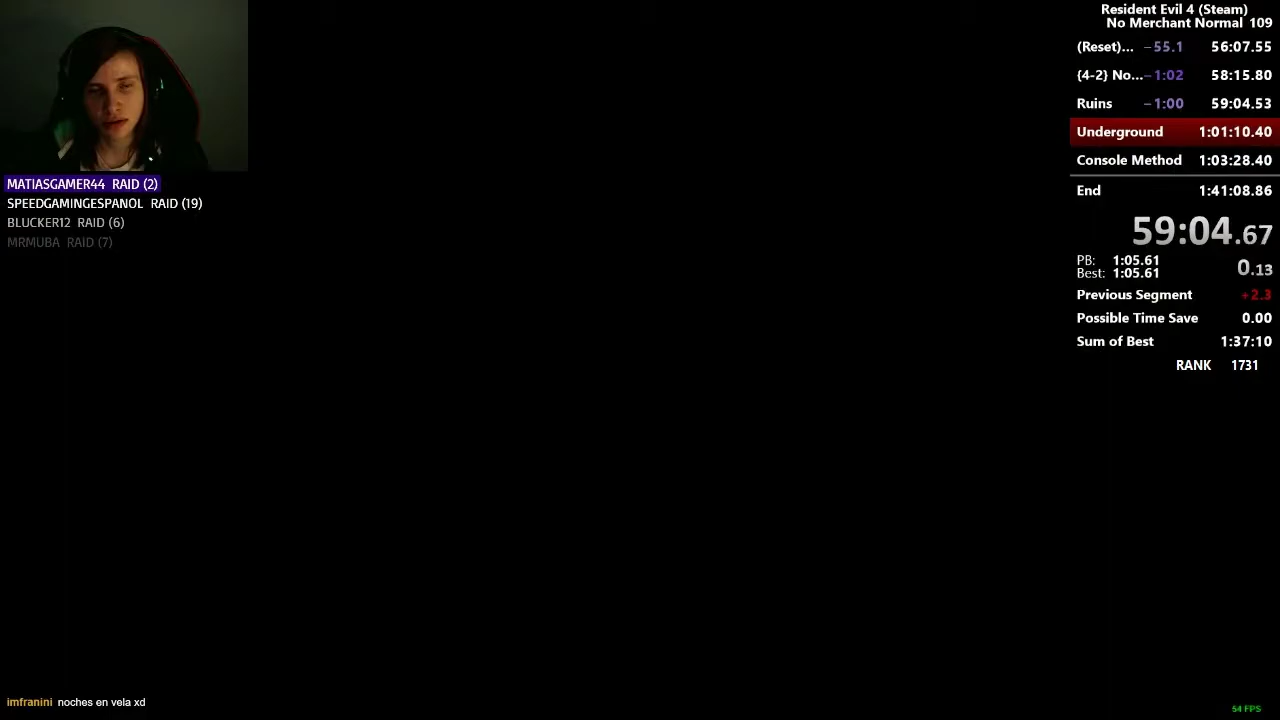 Resident Evil 4 (Steam)
No Merchant Normal 109
(Reset)... −55.1 56:07.55
{4-2} No... −1:02 58:15.80
Ruins −1:00 59:04.53
Underground 1:01:10.40
Console Method 1:03:28.40
End 1:41:08.86
59:04.67
PB: 1:05.61
Best: 1:05.61
0.13
Previous Segment +2.3
Possible Time Save 0.00
Sum of Best 1:37:10
RANK 1731
MATIASGAMER44 RAID (2)
SPEEDGAMINGESPANOL RAID (19)
BLUCKER12 RAID (6)
MRMUBA RAID (7)
imfranini noches en vela xd
54 FPS